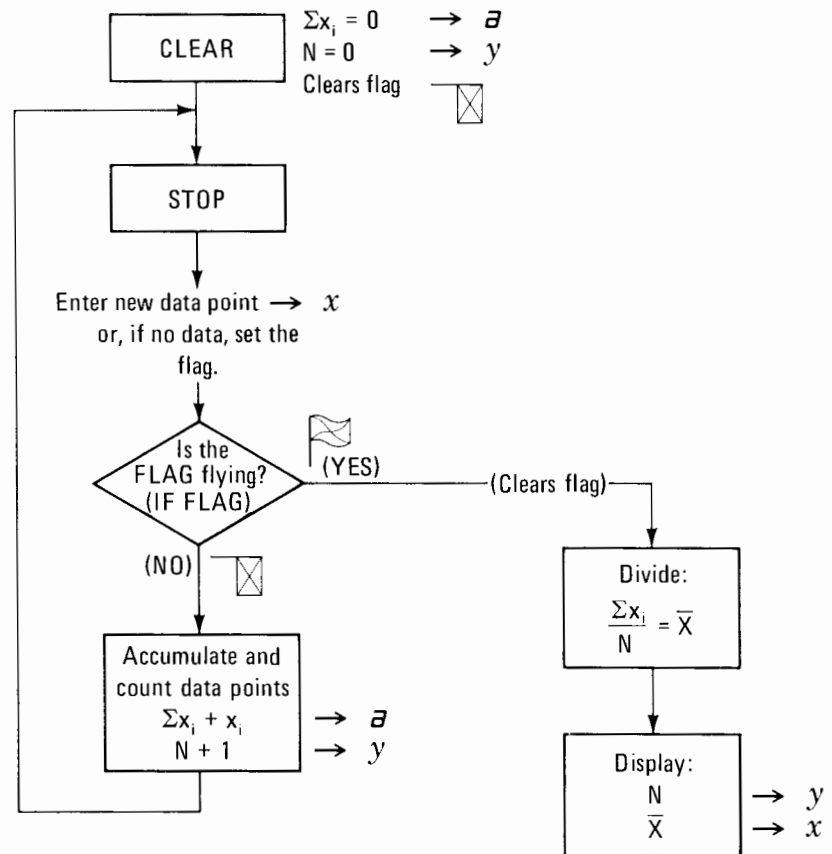 CLEAR
Σxᵢ = 0 → a
N = 0 → y
Clears flag
STOP
Enter new data point → x
or, if no data, set the
flag.
Is the
FLAG flying?
(IF FLAG)
(YES)
(Clears flag)
(NO)
Divide:
Σxᵢ
N
= X̅
Accumulate and
count data points
Σxᵢ + xᵢ → a
N + 1 → y
Display:
N → y
X̅ → x